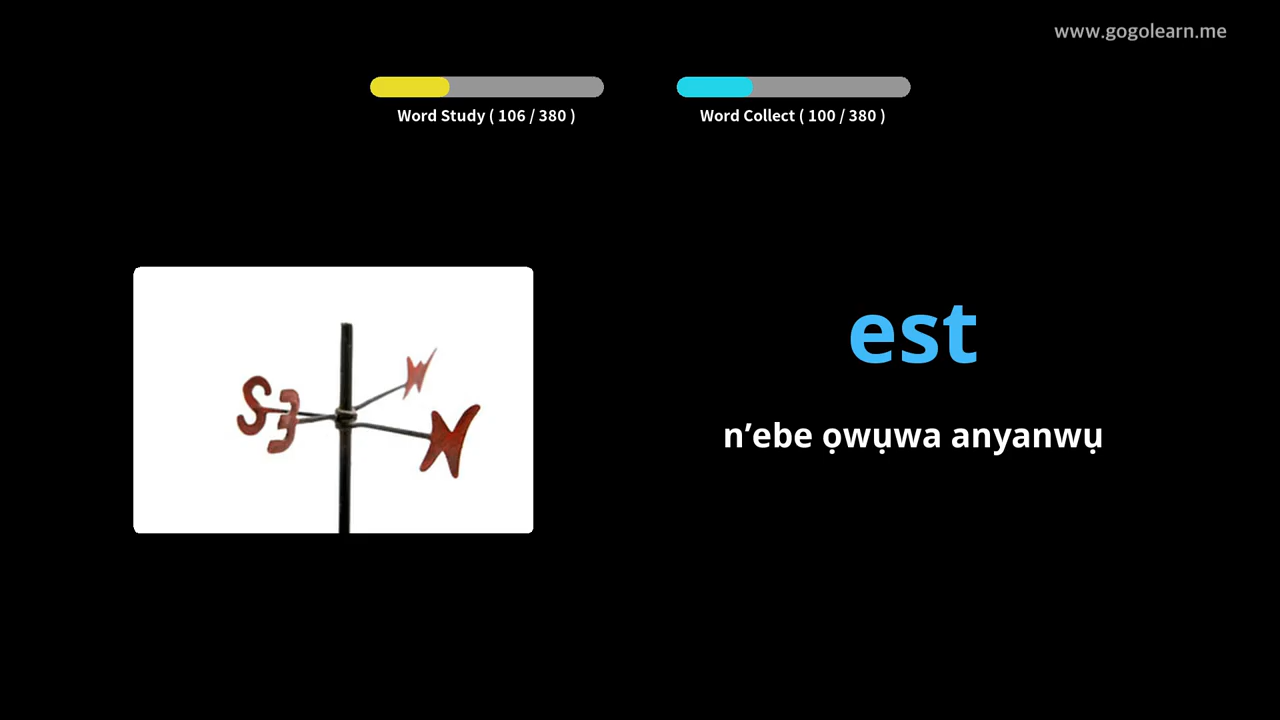 www.gogolearn.me
Word Study ( 106 / 380 )
Word Collect ( 100 / 380 )
S E W N
est
n’ebe ọwụwa anyanwụ